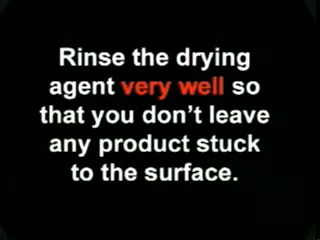 Rinse the drying
agent very well so
that you don't leave
any product stuck
to the surface.